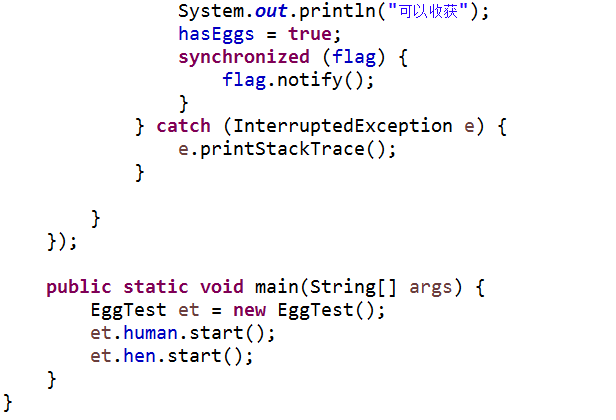 System.out.println("可以收获");
hasEggs = true;
synchronized (flag) {
flag.notify();
}
} catch (InterruptedException e) {
e.printStackTrace();
}
}
});
public static void main(String[] args) {
EggTest et = new EggTest();
et.human.start();
et.hen.start();
}
}